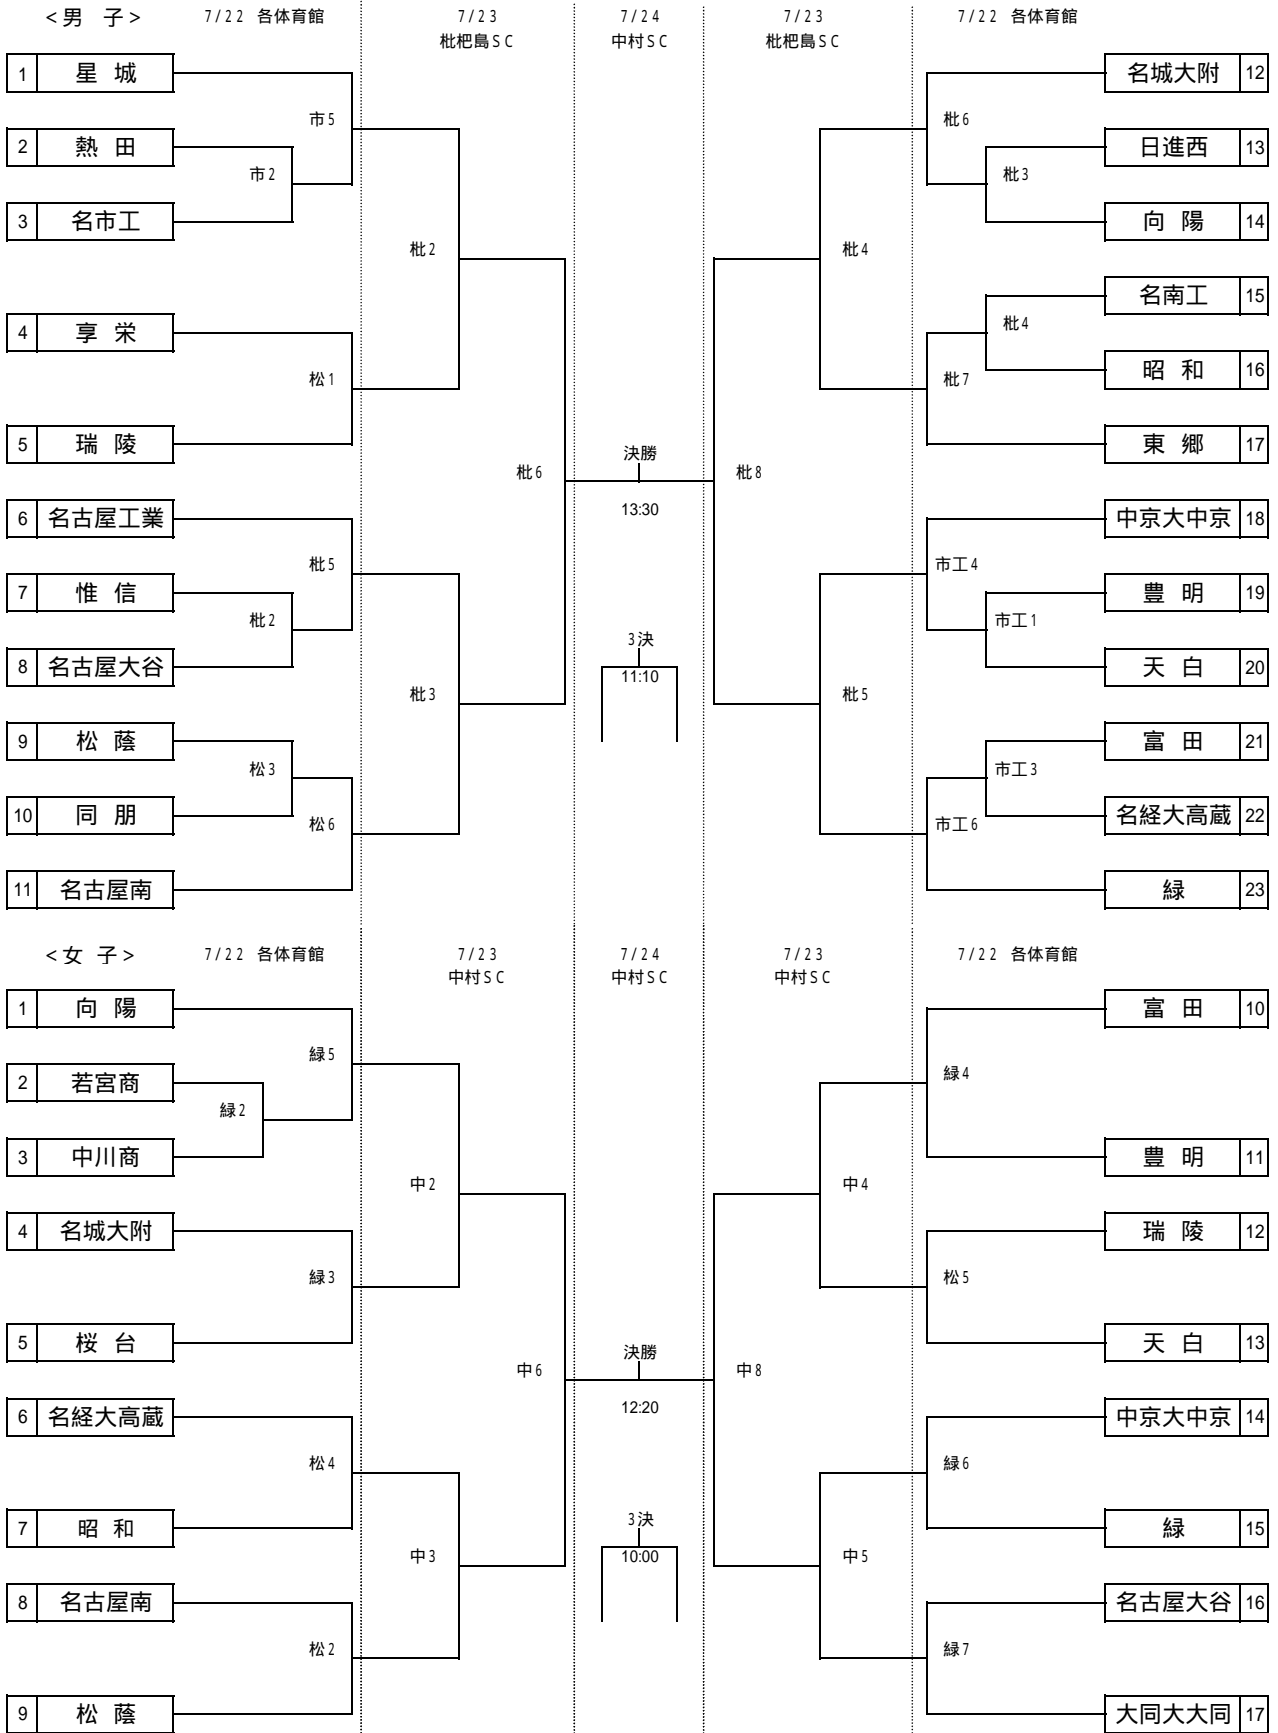 <男 子>
7/22 各体育館
7/23
枇杷島SC
7/24
中村SC
7/23
枇杷島SC
7/22 各体育館
1 星 城
2 熱 田
3 名市工
4 享 栄
5 瑞 陵
6 名古屋工業
7 惟 信
8 名古屋大谷
9 松 蔭
10 同 朋
11 名古屋南
市5
市2
松1
枇5
枇2
松3
松6
枇2
枇3
枇6
決勝
13:30
3決
11:10
枇8
枇4
枇5
枇6
枇3
枇4
枇7
市工4
市工1
市工3
市工6
名城大附 12
日進西 13
向 陽 14
名南工 15
昭 和 16
東 郷 17
中京大中京 18
豊 明 19
天 白 20
富 田 21
名経大高蔵 22
緑 23
<女 子>
7/22 各体育館
7/23
中村SC
7/24
中村SC
7/23
中村SC
7/22 各体育館
1 向 陽
2 若宮商
3 中川商
4 名城大附
5 桜 台
6 名経大高蔵
7 昭 和
8 名古屋南
9 松 蔭
緑5
緑2
緑3
松4
松2
中2
中3
中6
決勝
12:20
3決
10:00
中8
中4
中5
緑4
松5
緑6
緑7
富 田 10
豊 明 11
瑞 陵 12
天 白 13
中京大中京 14
緑 15
名古屋大谷 16
大同大大同 17